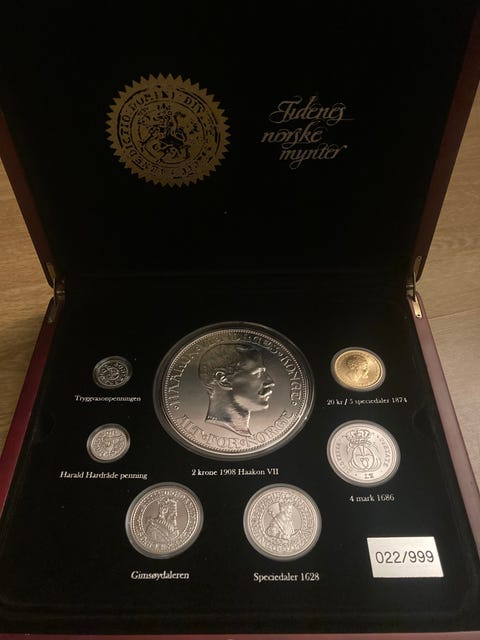 Tidenes
norske
mynter
HAAKON VII NORGES KONGE
ALT FOR NORGE
Tryggvasonpenningen
20 kr / 5 speciedaler 1874
Harald Hardråde penning
2 krone 1908 Haakon VII
4 mark 1686
Gimsøydaleren
Speciedaler 1628
022/999